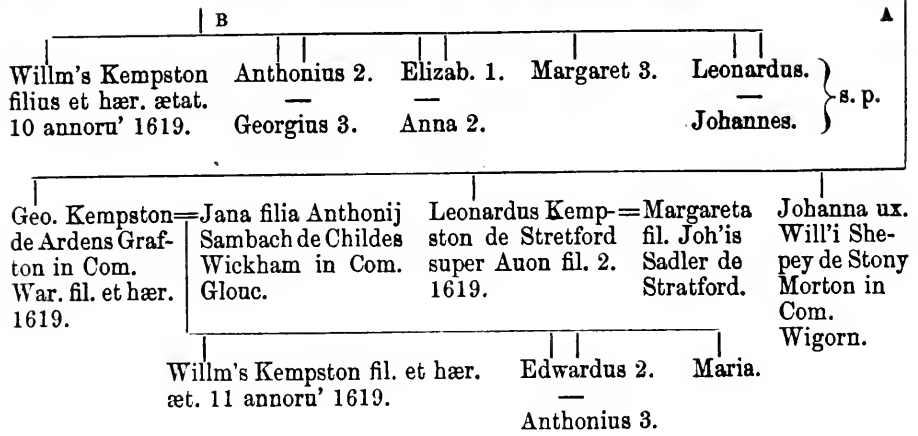 B
A
Willm's Kempston
filius et hær. ætat.
10 annoru' 1619.
Anthonius 2.
—
Georgius 3.
Elizab. 1.
—
Anna 2.
Margaret 3.
Leonardus.
—
Johannes.
} s. p.
Geo. Kempston=
de Ardens Graf-
ton in Com.
War. fil. et hær.
1619.
Jana filia Anthonij
Sambach de Childes
Wickham in Com.
Glouc.
Leonardus Kemp-=
ston de Stretford
super Auon fil. 2.
1619.
Margareta
fil. Joh'is
Sadler de
Stratford.
Johanna ux.
Will'i She-
pey de Stony
Morton in
Com.
Wigorn.
Willm's Kempston fil. et hær.
æt. 11 annoru' 1619.
Edwardus 2.
—
Anthonius 3.
Maria.